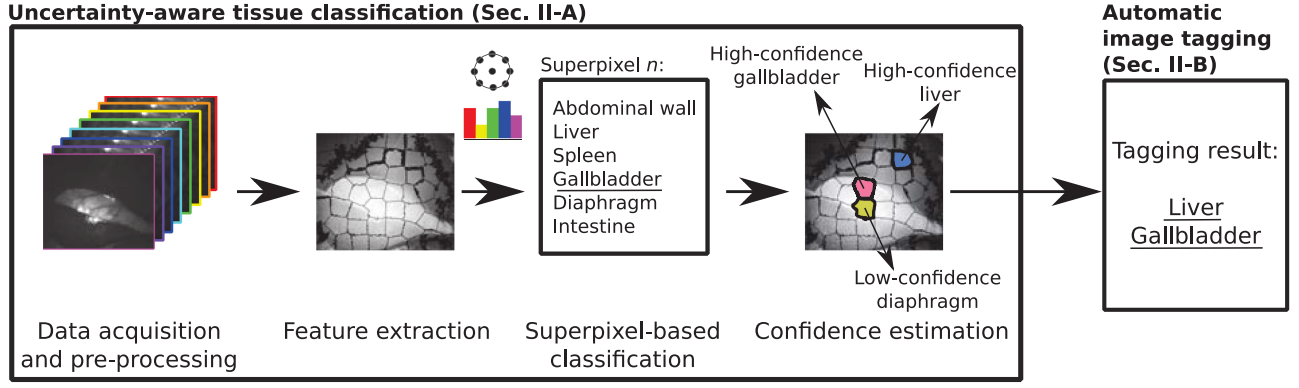 Uncertainty-aware tissue classification (Sec. II-A)
Automatic
image tagging
(Sec. II-B)
High-confidence
gallbladder
High-confidence
liver
Superpixel n:
Abdominal wall
Liver
Spleen
Gallbladder
Diaphragm
Intestine
Low-confidence
diaphragm
Tagging result:
Liver
Gallbladder
Data acquisition
and pre-processing
Feature extraction
Superpixel-based
classification
Confidence estimation